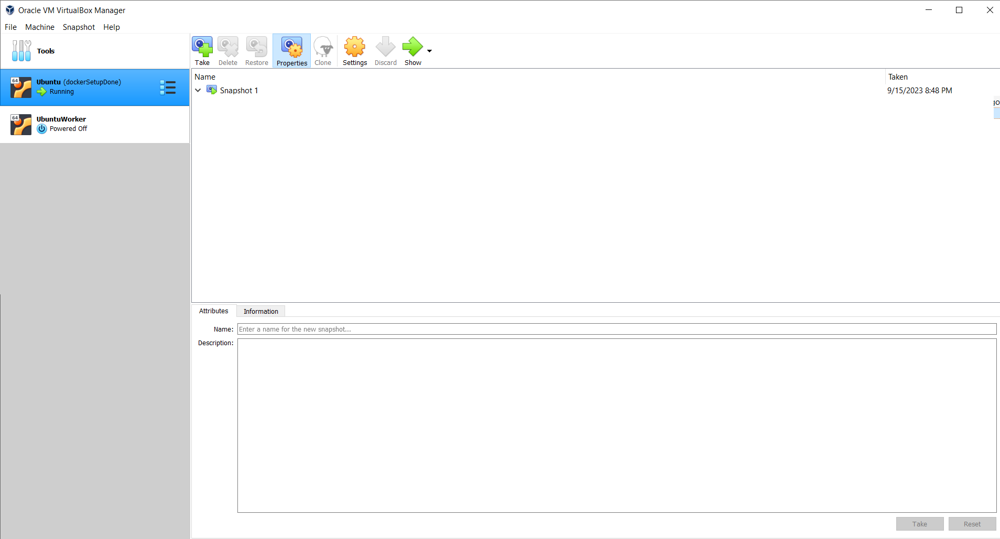 Oracle VM VirtualBox Manager
File Machine Snapshot Help
Tools
Take Delete Restore Properties Clone Settings Discard Show
64
Ubuntu (dockerSetupDone)
Running
64
UbuntuWorker
Powered Off
Name Taken
Snapshot 1 9/15/2023 8:48 PM
go
Attributes Information
Name: Enter a name for the new snapshot...
Description:
Take Reset